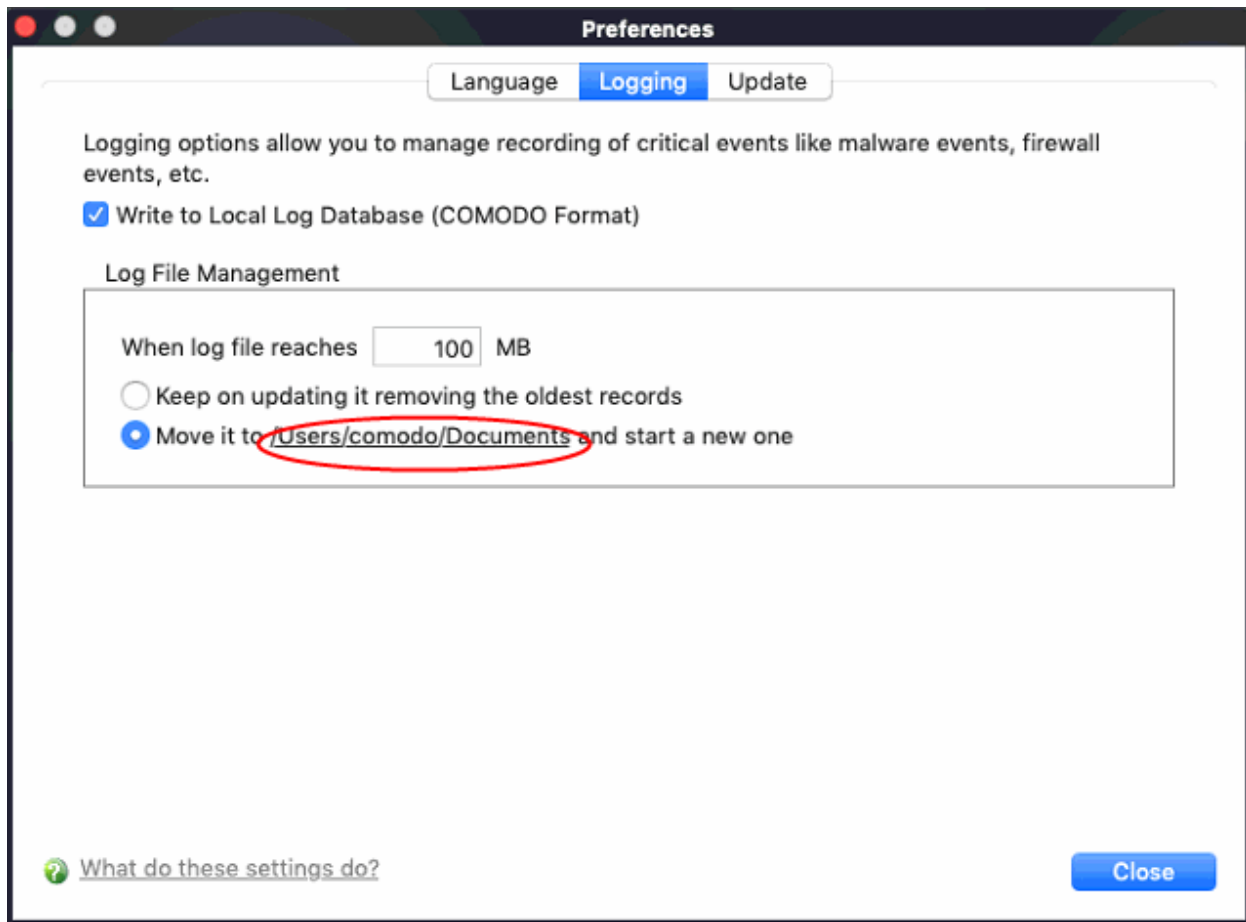 Preferences
Language Logging Update
Logging options allow you to manage recording of critical events like malware events, firewall
events, etc.
Write to Local Log Database (COMODO Format)
Log File Management
When log file reaches 100 MB
Keep on updating it removing the oldest records
Move it to /Users/comodo/Documents and start a new one
What do these settings do?
Close